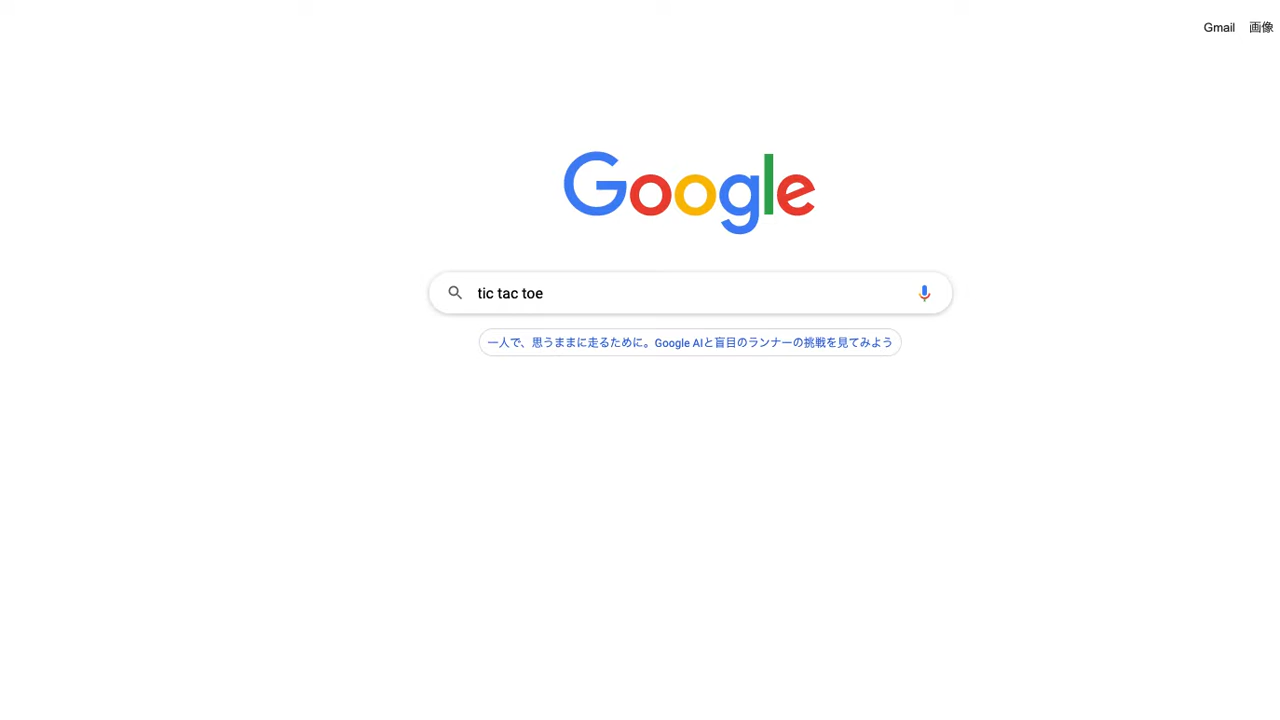 Gmail 画像
Google
tic tac toe
一人で、思うままに走るために。Google AIと盲目のランナーの挑戦を見てみよう